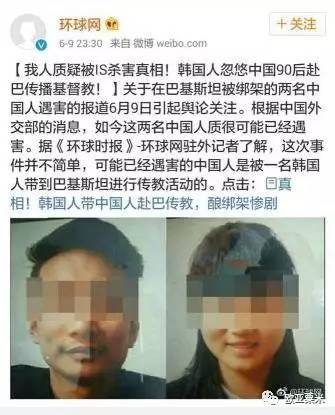 环球网
+关注
6-9 23:30 来自 微博 weibo.com
【我人质疑被IS杀害真相！韩国人忽悠中国90后赴
巴传播基督教！】关于在巴基斯坦被绑架的两名中
国人遇害的报道6月9日引起舆论关注。根据中国
外交部的消息，如今这两名中国人质很可能已经遇
害。据《环球时报》-环球网驻外记者了解，这次事
件并不简单，可能已经遇害的中国人是被一名韩国
人带到巴基斯坦进行传教活动的。点击：真
相！韩国人带中国人赴巴传教，酿绑架惨剧
@环球网
欧亚系米